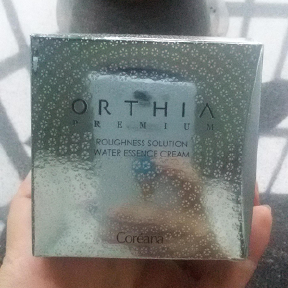 ORTHIA
PREMIUM
ROUGHNESS SOLUTION
WATER ESSENCE CREAM
Coreana